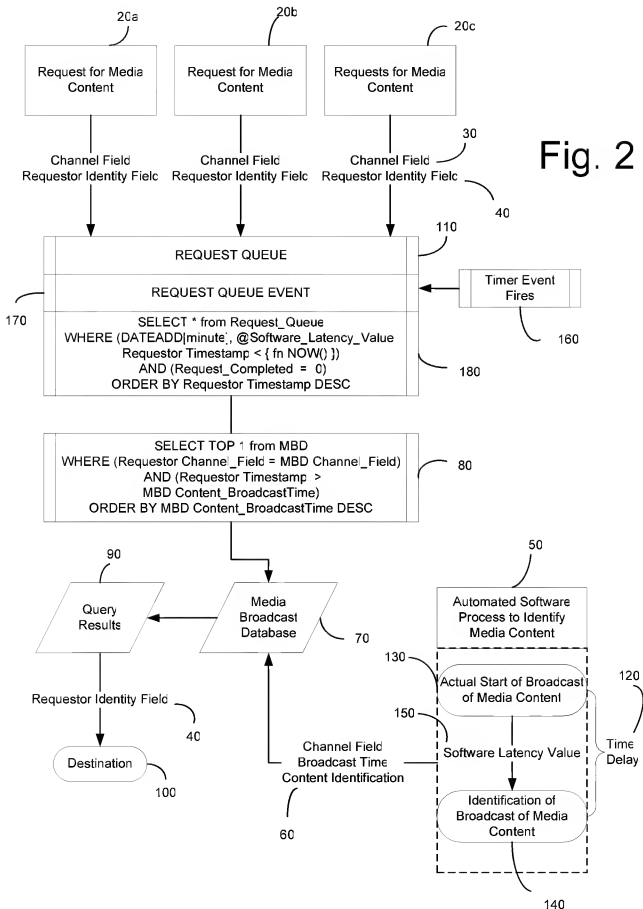 20a
20b
20c
Request for Media
Content
Request for Media
Content
Requests for Media
Content
Fig. 2
Channel Field
Requestor Identity Field
Channel Field
Requestor Identity Field
Channel Field
Requestor Identity Field
30
40
REQUEST QUEUE
110
REQUEST QUEUE EVENT
170
Timer Event
Fires
160
SELECT * from Request_Queue
WHERE (DATEADD|minute|, @Software_Latency_Value
Requestor Timestamp < { fn NOW() })
AND (Request_Completed = 0)
ORDER BY Requestor Timestamp DESC
180
SELECT TOP 1 from MBD
WHERE (Requestor Channel_Field = MBD Channel_Field)
AND (Requestor Timestamp >
MBD Content_BroadcastTime)
ORDER BY MBD Content_BroadcastTime DESC
80
90
Query
Results
Media
Broadcast
Database
70
50
Automated Software
Process to Identify
Media Content
130
Actual Start of Broadcast
of Media Content
120
150
Software Latency Value
Time
Delay
Requestor Identity Field
40
Destination
100
Channel Field
Broadcast Time
Content Identification
60
Identification of
Broadcast of Media
Content
140